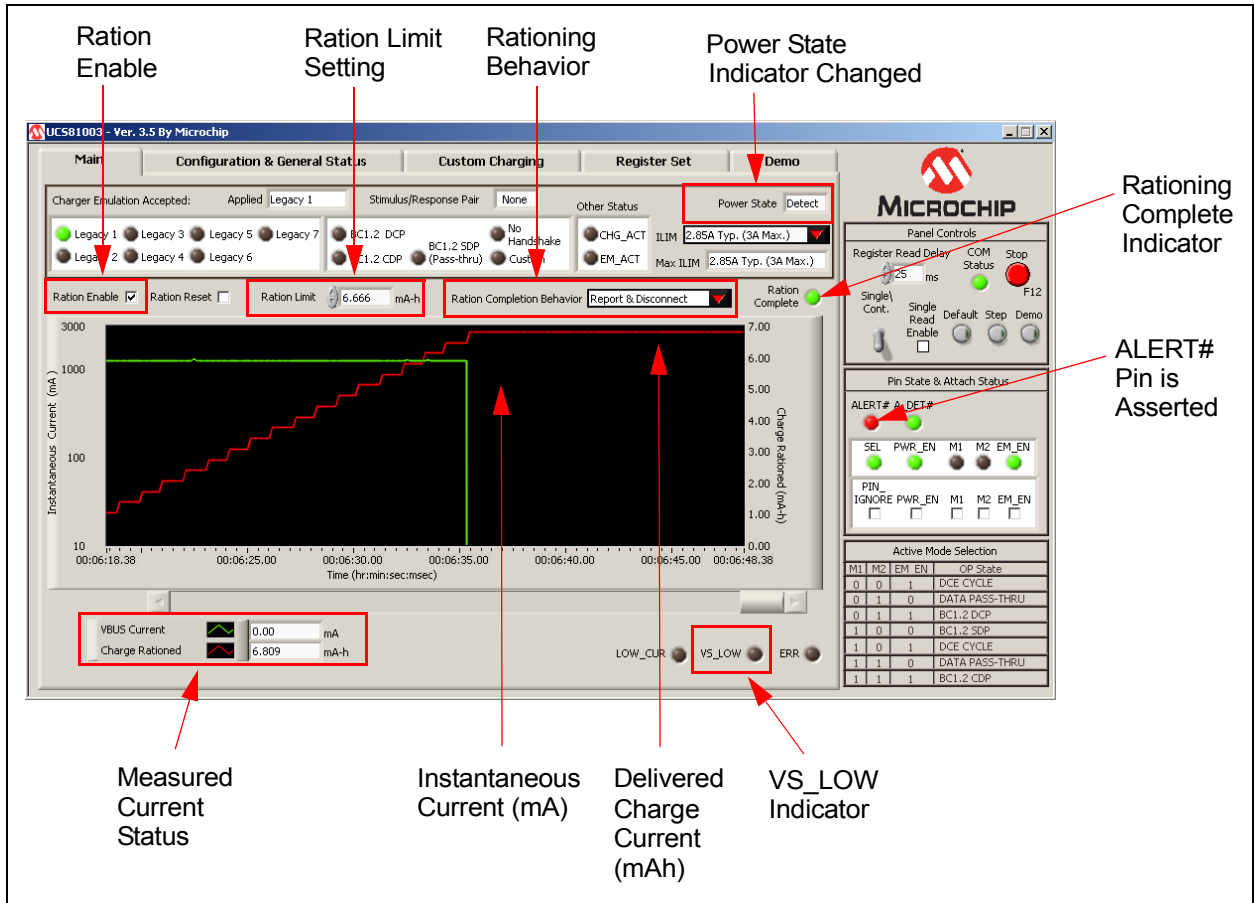 Ration
Enable
Ration Limit
Setting
Rationing
Behavior
Power State
Indicator Changed
UCS81003 - Ver. 3.5 By Microchip
Main
Configuration & General Status
Custom Charging
Register Set
Demo
Charger Emulation Accepted:
Applied
Legacy 1
Stimulus/Response Pair
None
Other Status
Power State
Detect
Legacy 1
Legacy 3
Legacy 5
Legacy 7
Legacy 2
Legacy 4
Legacy 6
BC1.2 DCP
BC1.2 CDP
BC1.2 SDP
(Pass-thru)
No
Handshake
Custom
CHG_ACT
EM_ACT
ILIM
2.85A Typ. (3A Max.)
Max ILIM
2.85A Typ. (3A Max.)
Ration Enable
Ration Reset
Ration Limit
6.666
mA-h
Ration Completion Behavior
Report & Disconnect
Ration
Complete
3000
1000
100
10
Instantaneous Current (mA)
7.00
6.00
5.00
4.00
3.00
2.00
1.00
0.00
Charge Rationed (mA-h)
00:06:18.38
00:06:25.00
00:06:30.00
00:06:35.00
00:06:40.00
00:06:45.00
00:06:48.38
Time (hr:min:sec:msec)
VBUS Current
0.00
mA
Charge Rationed
6.809
mA-h
LOW_CUR
VS_LOW
ERR
MICROCHIP
Panel Controls
Register Read Delay
25
ms
COM
Status
Stop
F12
Single\
Cont.
Single
Read
Enable
Default
Step
Demo
Pin State & Attach Status
ALERT#
A_DET#
SEL
PWR_EN
M1
M2
EM_EN
PIN_
IGNORE
PWR_EN
M1
M2
EM_EN
Active Mode Selection
M1 M2 EM_EN OP State
0 0 1 DCE CYCLE
0 1 0 DATA PASS-THRU
0 1 1 BC1.2 DCP
1 0 0 BC1.2 SDP
1 0 1 DCE CYCLE
1 1 0 DATA PASS-THRU
1 1 1 BC1.2 CDP
Rationing
Complete
Indicator
ALERT#
Pin is
Asserted
Measured
Current
Status
Instantaneous
Current (mA)
Delivered
Charge
Current
(mAh)
VS_LOW
Indicator